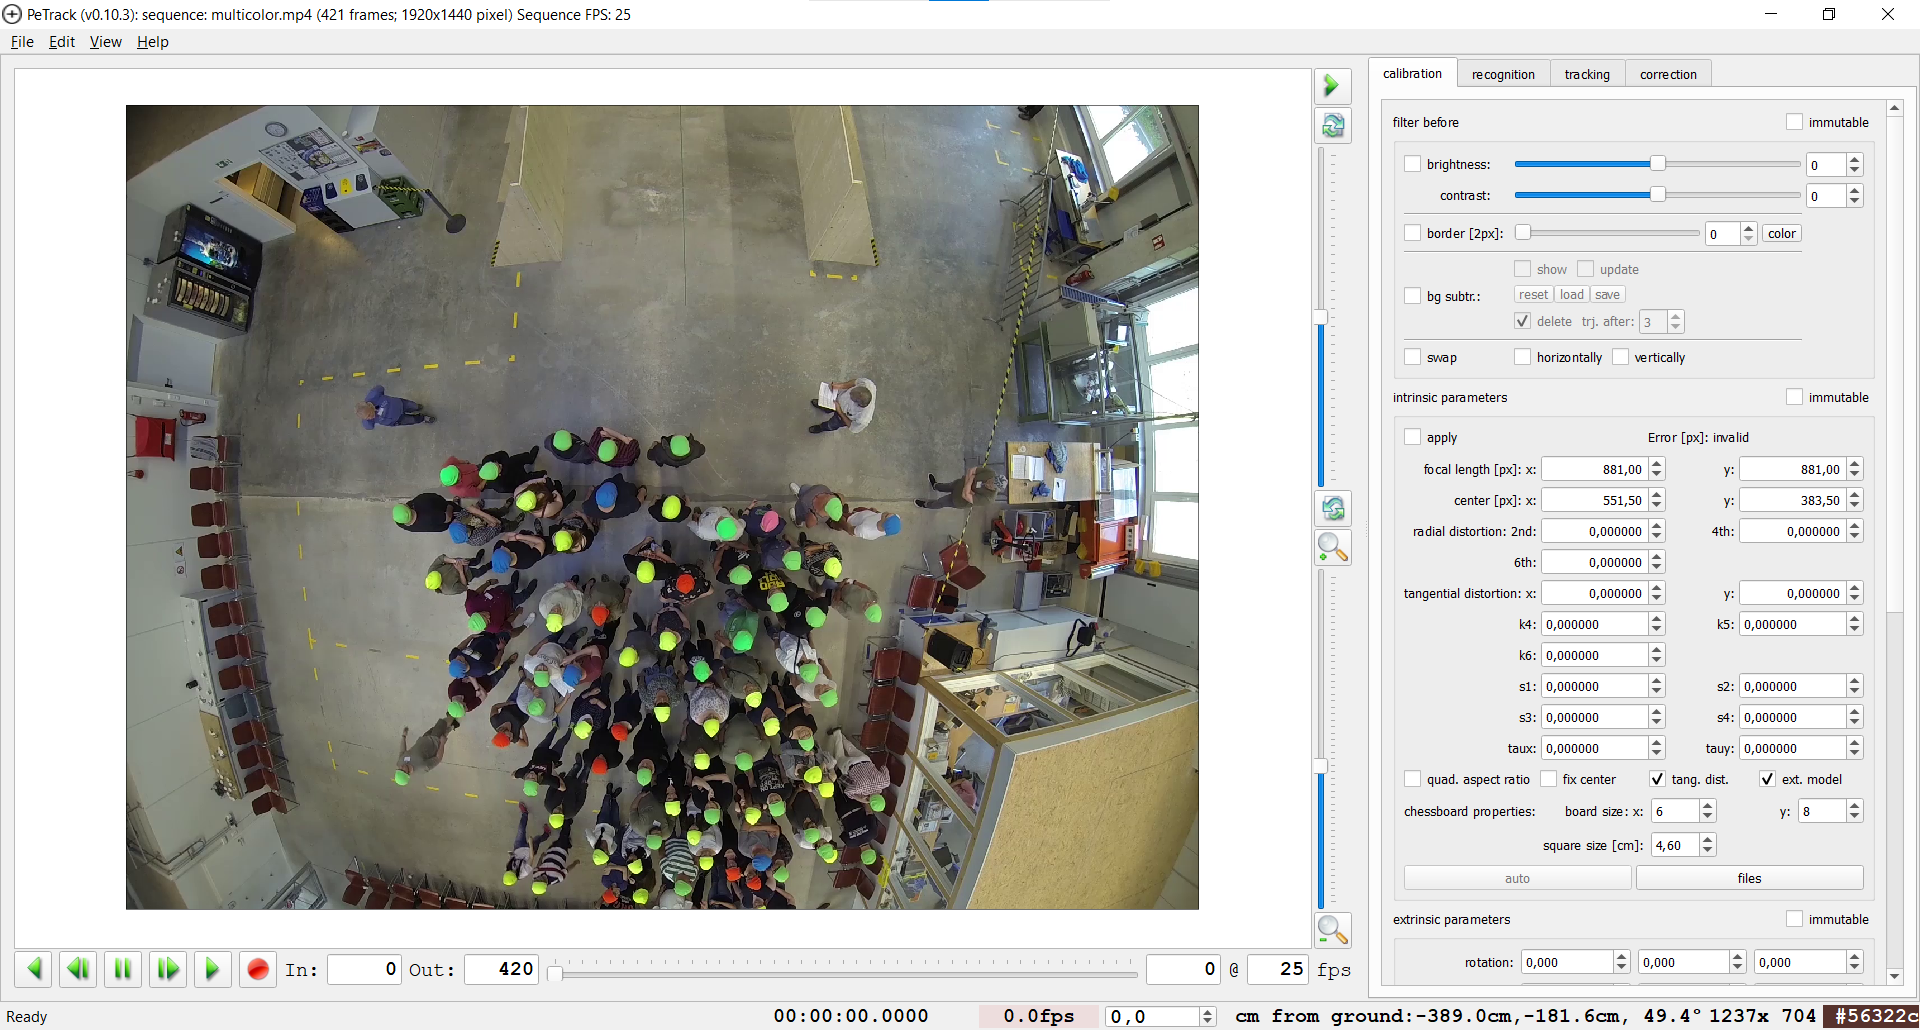 PeTrack (v0.10.3): sequence: multicolor.mp4 (421 frames; 1920x1440 pixel) Sequence FPS: 25
File Edit View Help
calibration recognition tracking correction
filter before immutable
brightness: 0
contrast: 0
border [2px]: 0 color
show update
bg subtr.: reset load save
delete trj. after: 3
swap horizontally vertically
intrinsic parameters immutable
apply Error [px]: invalid
focal length [px]: x: 881,00 y: 881,00
center [px]: x: 551,50 y: 383,50
radial distortion: 2nd: 0,000000 4th: 0,000000
6th: 0,000000
tangential distortion: x: 0,000000 y: 0,000000
k4: 0,000000 k5: 0,000000
k6: 0,000000
s1: 0,000000 s2: 0,000000
s3: 0,000000 s4: 0,000000
taux: 0,000000 tauy: 0,000000
quad. aspect ratio fix center tang. dist. ext. model
chessboard properties: board size: x: 6 y: 8
square size [cm]: 4,60
auto files
extrinsic parameters immutable
rotation: 0,000 0,000 0,000
In: 0 Out: 420 0 @ 25 fps
Ready 00:00:00.0000 0.0fps 0,0 cm from ground:-389.0cm,-181.6cm, 49.4° 1237x 704 #56322c